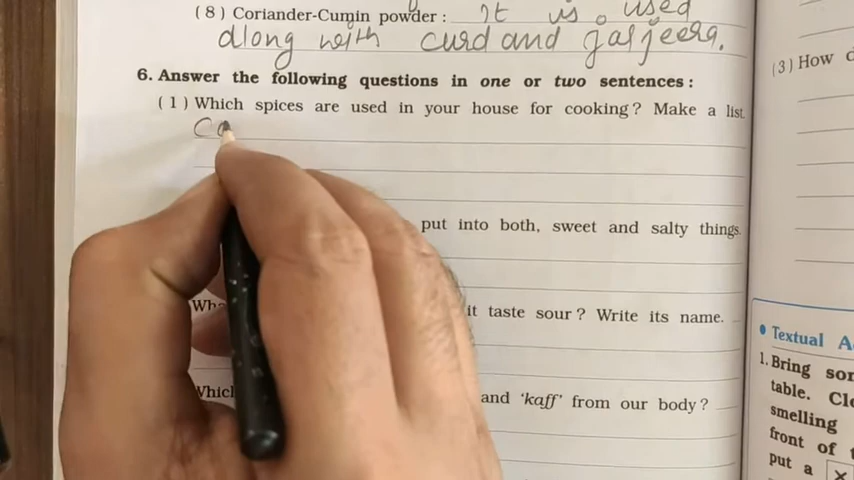 (8) Coriander-Cumin powder : It is used
along with curd and jaljeera.
6. Answer the following questions in one or two sentences :
(1) Which spices are used in your house for cooking? Make a list.
Ca
put into both, sweet and salty things.
it taste sour? Write its name.
Which
and 'kaff' from our body?
(3) How
• Textual
1. Bring
table.
smelling
front of
put a ✕